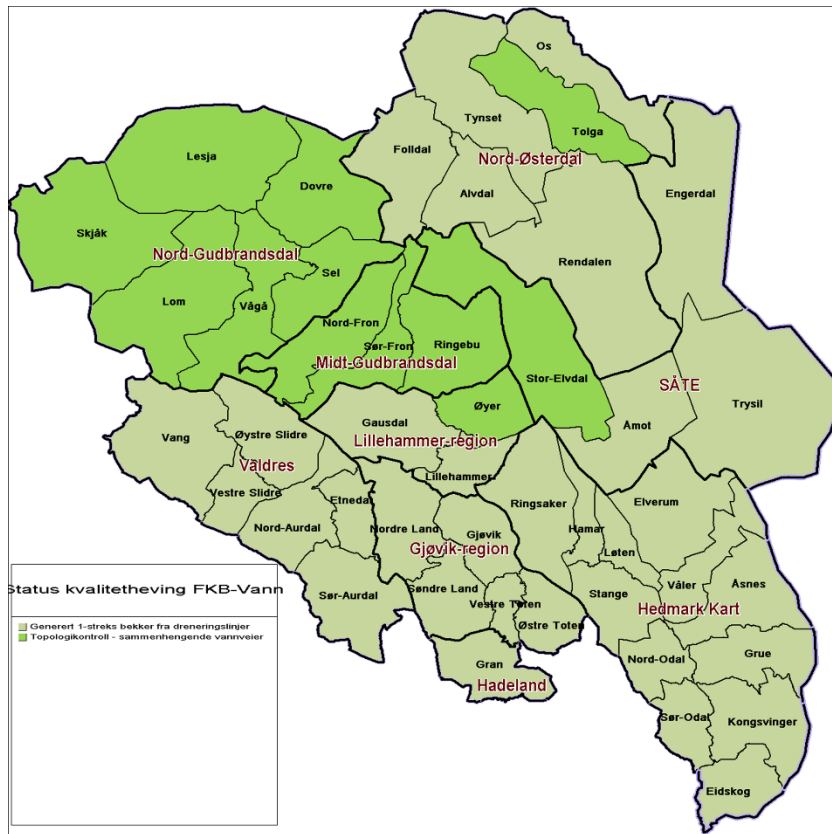 Os
Tynset
Tolga
Folldal
Nord-Østerdal
Lesja
Dovre
Alvdal
Engerdal
Skjåk
Nord-Gudbrandsdal
Rendalen
Sel
Lom
Vågå
Nord-Fron
Sør-Fron
Ringebu
Midt-Gudbrandsdal
Stor-Elvdal
SÅTE
Trysil
Øyer
Gausdal
Åmot
Vang
Øystre Slidre
Lillehammer-region
Valdres
Lillehammer
Vestre Slidre
Etnedal
Ringsaker
Elverum
Nord-Aurdal
Nordre Land
Gjøvik
Hamar
Gjøvik-region
Løten
Status kvalitetheving FKB-Vann
Sør-Aurdal
Søndre Land
Stange
Våler
Åsnes
Vestre Toten
Hedmark Kart
Generert 1-streks bekker fra dreneringslinjer
Topologikontroll - sammenhengende vannveier
Østre Toten
Gran
Nord-Odal
Grue
Hadeland
Sør-Odal
Kongsvinger
Eidskog